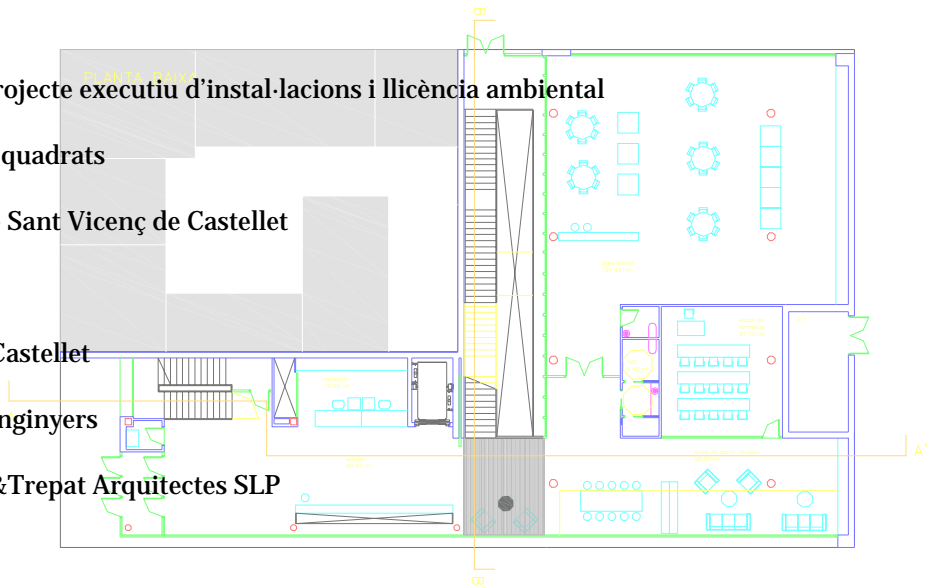 PLANTA BAIXA
rojecte executiu d'instal·lacions i llicència ambiental
quadrats
Sant Vicenç de Castellet
Castellet
nginyers
&Trepat Arquitectes SLP